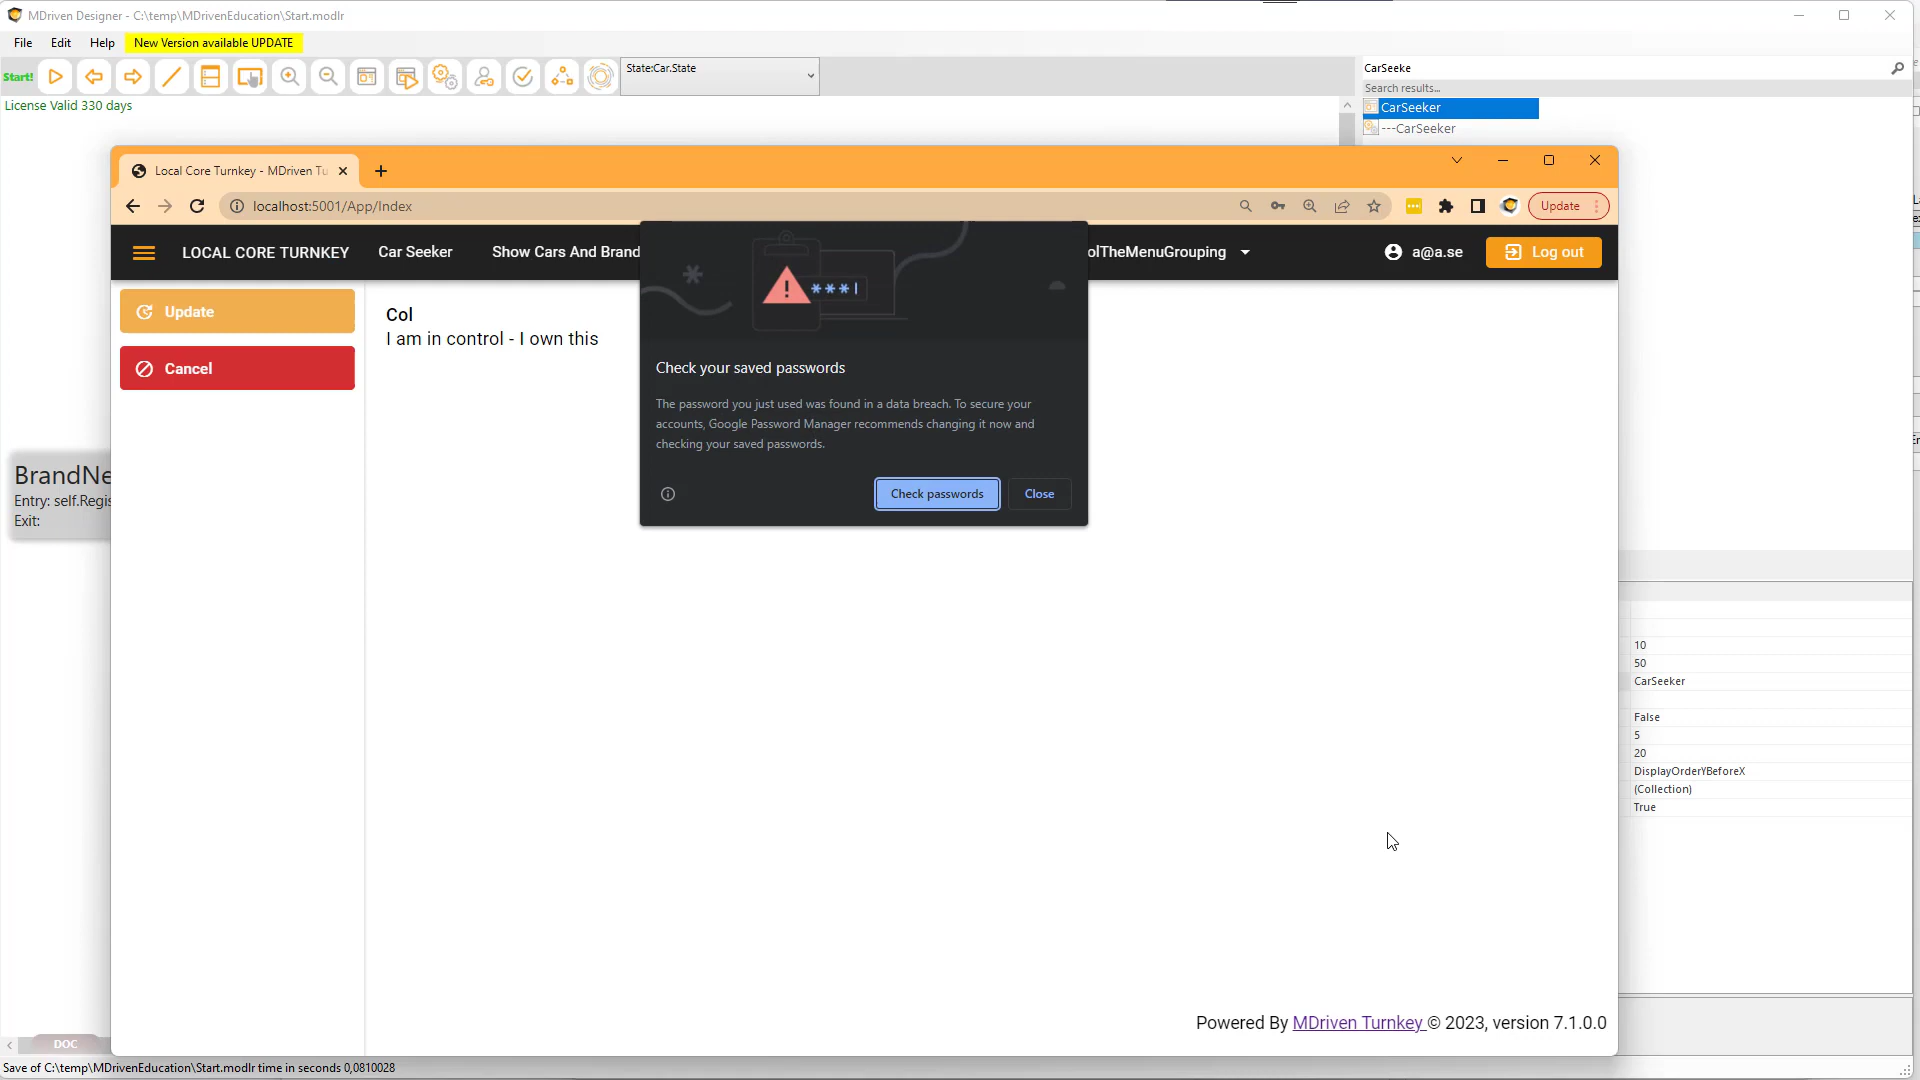 MDriven Designer - C:\temp\MDrivenEducation\Start.modlr
File Edit Help New Version available UPDATE
Start!
State:Car.State
CarSeeke
Search results...
License Valid 330 days
CarSeeker
---CarSeeker
Local Core Turnkey - MDriven Tu
localhost:5001/App/Index
Update
LOCAL CORE TURNKEY Car Seeker Show Cars And Brand olTheMenuGrouping a@a.se Log out
Update
Cancel
Col
I am in control - I own this
***
Check your saved passwords
The password you just used was found in a data breach. To secure your
accounts, Google Password Manager recommends changing it now and
checking your saved passwords.
Check passwords Close
BrandNe
Entry: self.Regis
Exit:
10
50
CarSeeker
False
5
20
DisplayOrderYBeforeX
(Collection)
True
Powered By MDriven Turnkey © 2023, version 7.1.0.0
DOC
Save of C:\temp\MDrivenEducation\Start.modlr time in seconds 0,0810028